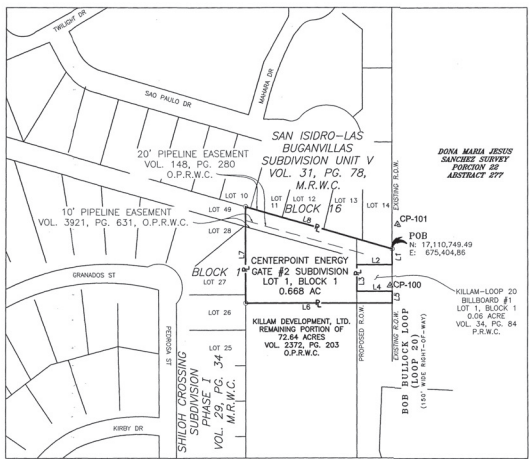 TWILIGHT DR
SAO PAULO DR
MAHARA DR
SAN ISIDRO-LAS
BUGANVILLAS
SUBDIVISION UNIT V
VOL. 31, PG. 78,
M.R.W.C.
20' PIPELINE EASEMENT
VOL. 148, PG. 280
O.P.R.W.C.
DONA MARIA JESUS
SANCHEZ SURVEY
PORCION 22
ABSTRACT 277
EXISTING R.O.W.
LOT 10
LOT 11
LOT 12
LOT 13
LOT 14
BLOCK 16
10' PIPELINE EASEMENT
VOL. 3921, PG. 631, O.P.R.W.C.
LOT 49
LOT 28
L8
CP-101
POB
N: 17,110,749.49
E: 675,404.86
L1
L2
L7
CENTERPOINT ENERGY
GATE #2 SUBDIVISION
LOT 1, BLOCK 1
0.668 AC
BLOCK 1
GRANADOS ST
LOT 27
L3
L4
CP-100
L5
L6
KILLAM-LOOP 20
BILLBOARD #1
LOT 1, BLOCK 1
0.06 ACRE
VOL. 34, PG. 84
P.R.W.C.
LOT 26
KILLAM DEVELOPMENT, LTD.
REMAINING PORTION OF
72.64 ACRES
VOL. 2372, PG. 203
O.P.R.W.C.
PROPOSED R.O.W.
EXISTING R.O.W.
BOB BULLOCK LOOP
(LOOP 20)
(150' WIDE RIGHT-OF-WAY)
PEDROSA ST
LOT 25
SHILOH CROSSING
SUBDIVISION
PHASE I
VOL. 29, PG. 34
M.R.W.C.
KIRBY DR